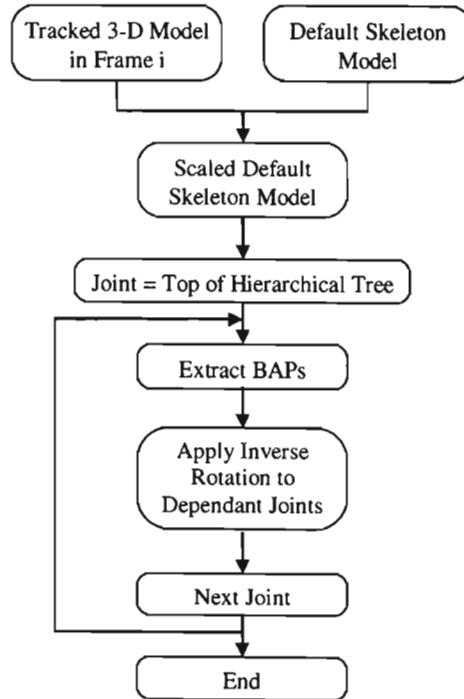 Tracked 3-D Model
in Frame i
Default Skeleton
Model
Scaled Default
Skeleton Model
Joint = Top of Hierarchical Tree
Extract BAPs
Apply Inverse
Rotation to
Dependant Joints
Next Joint
End